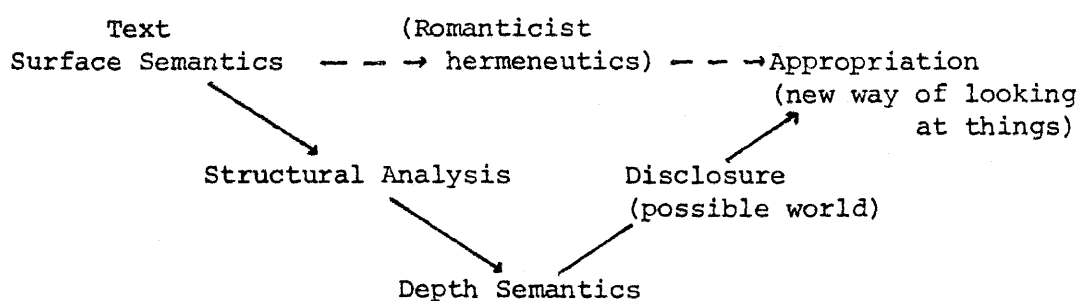 Text (Romanticist
Surface Semantics hermeneutics) Appropriation
(new way of looking
at things)
Structural Analysis Disclosure
(possible world)
Depth Semantics